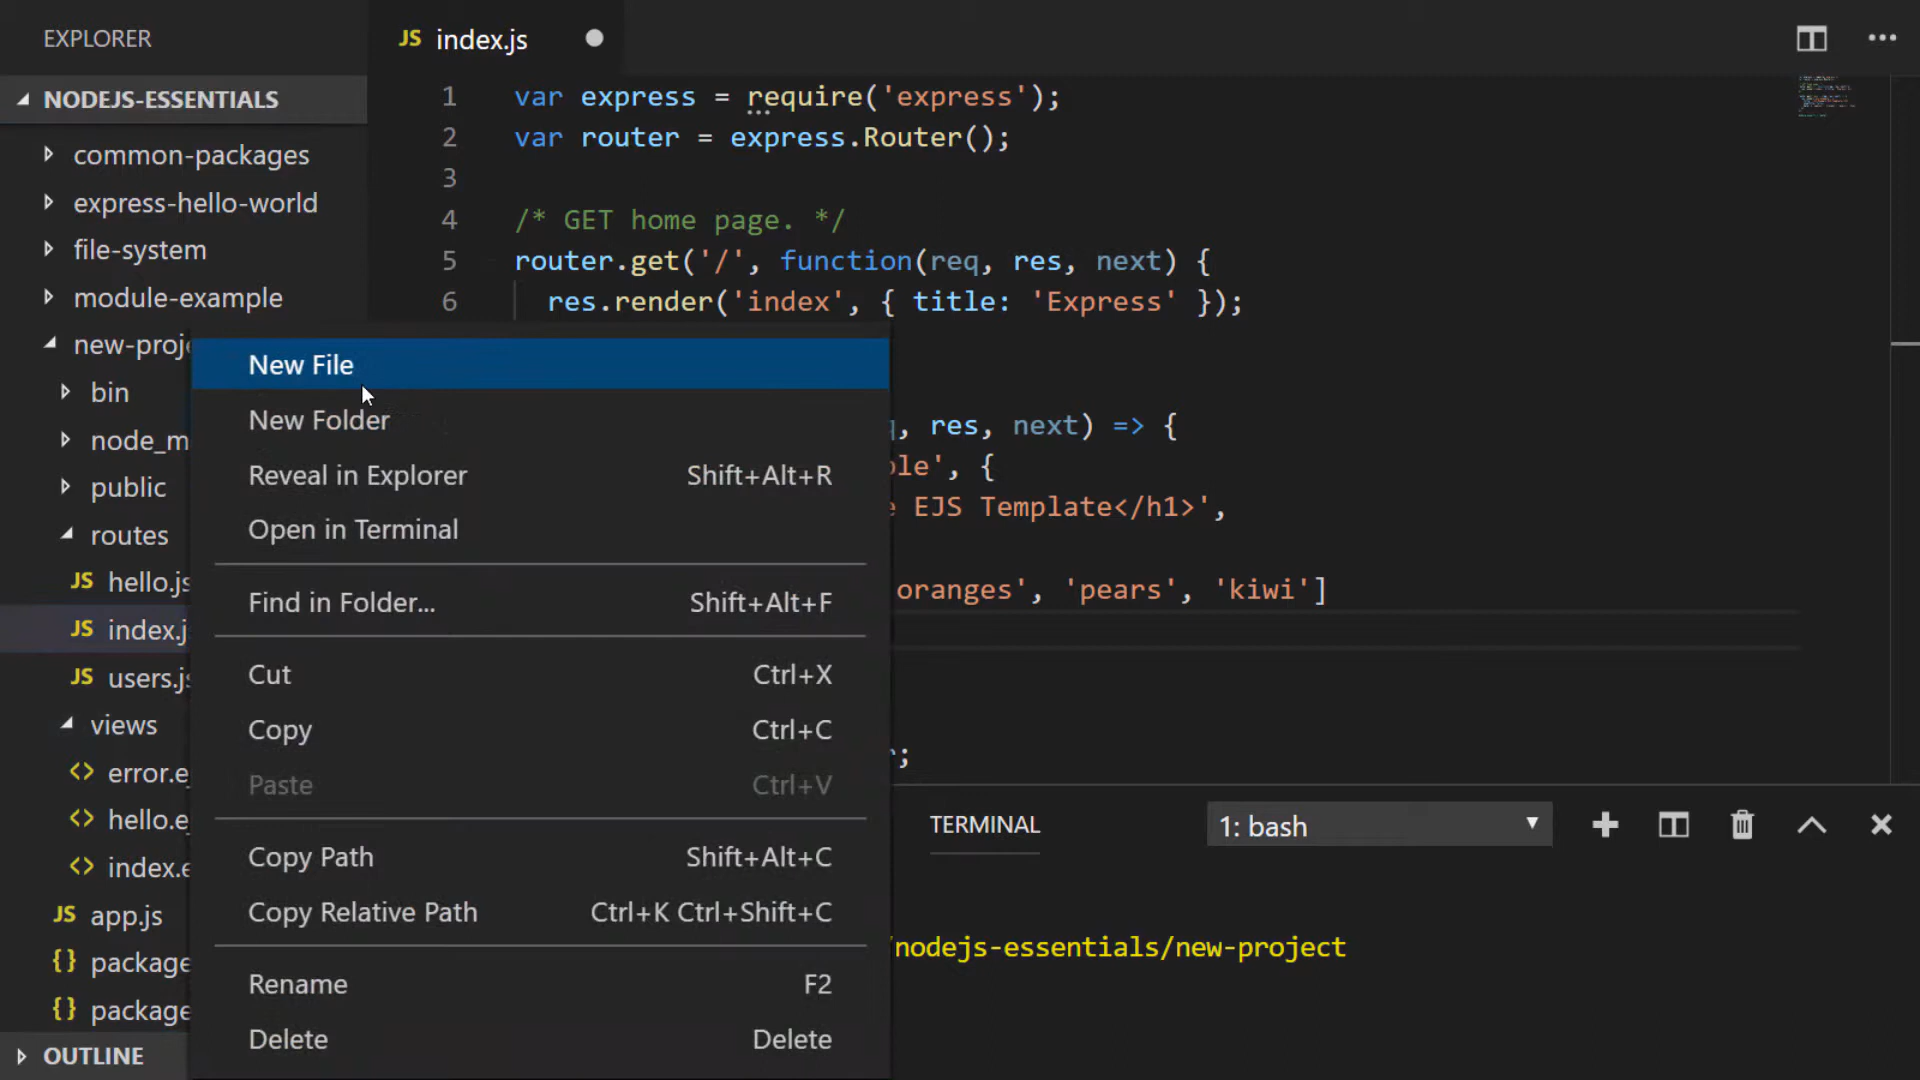 EXPLORER
NODEJS-ESSENTIALS
common-packages
express-hello-world
file-system
module-example
new-proj
bin
node_m
public
routes
hello.js
index.j
users.js
views
error.e
hello.e
index.e
app.js
package
package
OUTLINE
JS index.js
1 var express = require('express');
2 var router = express.Router();
3
4 /* GET home page. */
5 router.get('/', function(req, res, next) {
6 res.render('index', { title: 'Express' });
, res, next) => {
le', {
EJS Template</h1>',
oranges', 'pears', 'kiwi']
;
New File
New Folder
Reveal in Explorer Shift+Alt+R
Open in Terminal
Find in Folder... Shift+Alt+F
Cut Ctrl+X
Copy Ctrl+C
Paste Ctrl+V
Copy Path Shift+Alt+C
Copy Relative Path Ctrl+K Ctrl+Shift+C
Rename F2
Delete Delete
TERMINAL 1: bash
/nodejs-essentials/new-project